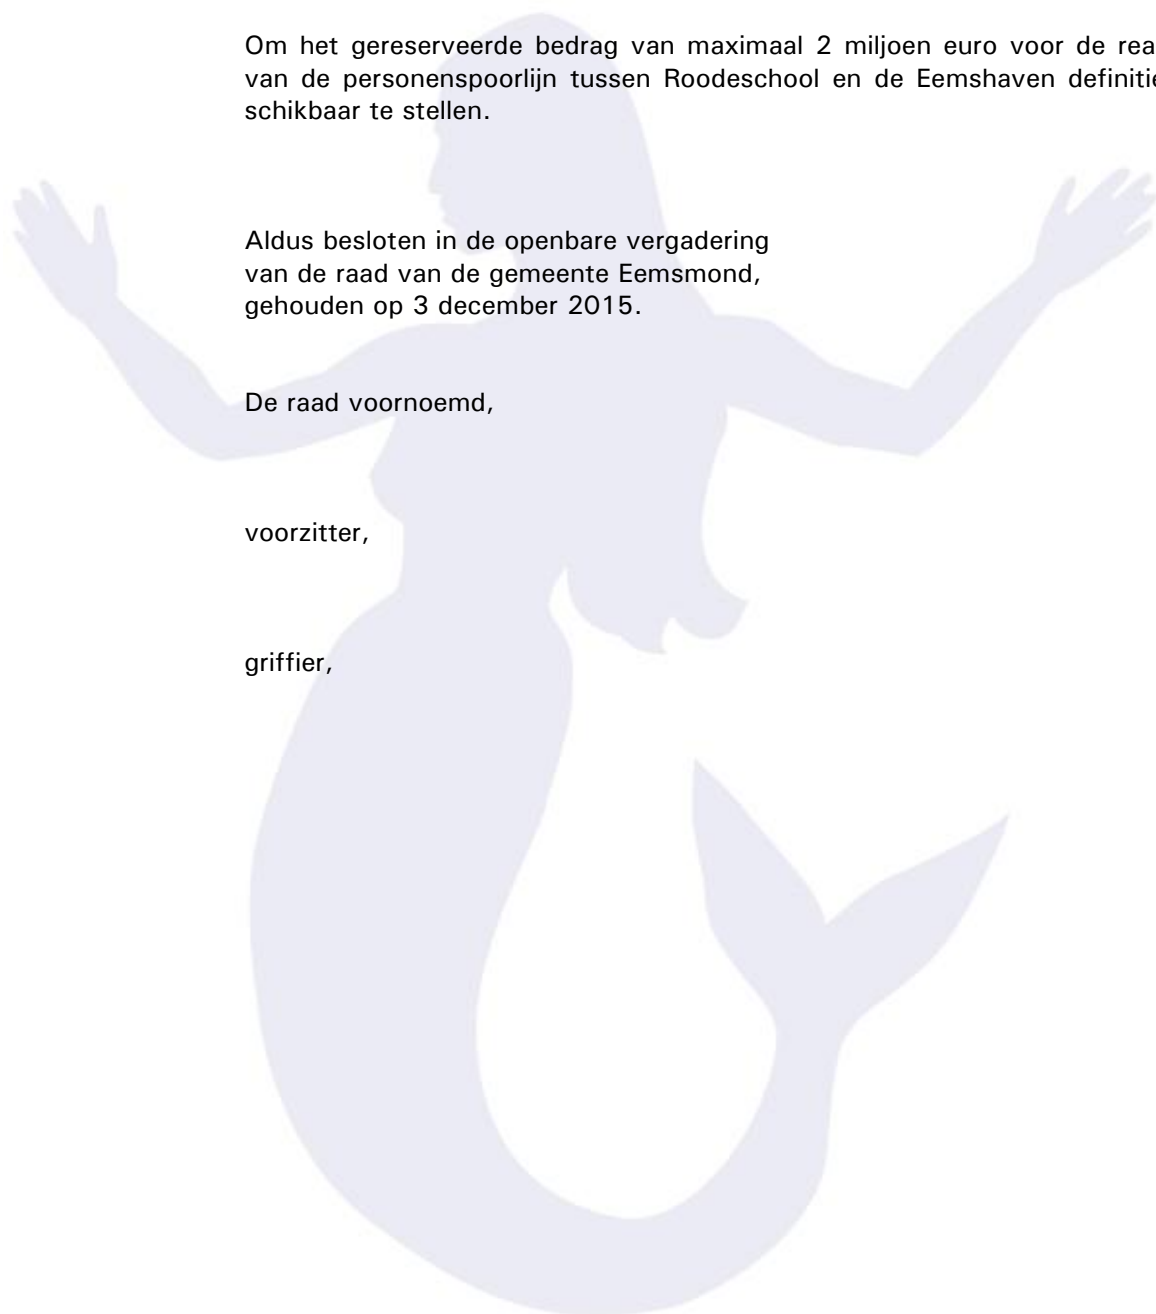 Om het gereserveerde bedrag van maximaal 2 miljoen euro voor de rea
van de personenspoorlijn tussen Roodeschool en de Eemshaven definitie
schikbaar te stellen.
Aldus besloten in de openbare vergadering
van de raad van de gemeente Eemsmond,
gehouden op 3 december 2015.
De raad voornoemd,
voorzitter,
griffier,